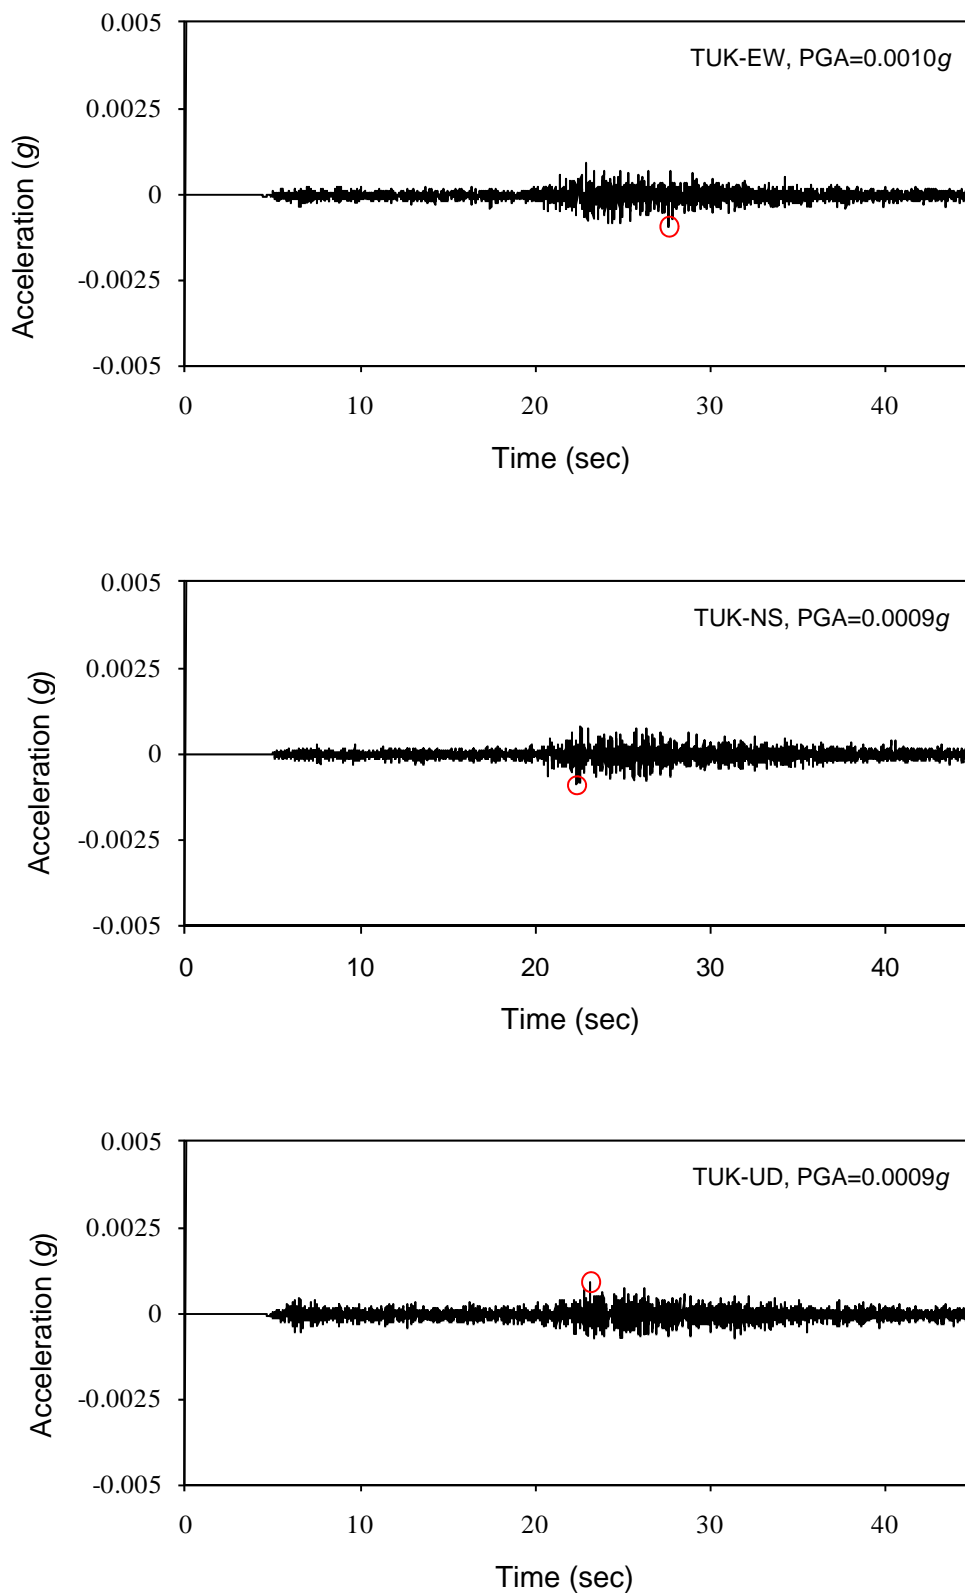 0.005
TUK-EW, PGA=0.0010g
0.0025
Acceleration (g)
0
-0.0025
-0.005
0 10 20 30 40
Time (sec)
0.005
TUK-NS, PGA=0.0009g
0.0025
Acceleration (g)
0
-0.0025
-0.005
0 10 20 30 40
Time (sec)
0.005
TUK-UD, PGA=0.0009g
0.0025
Acceleration (g)
0
-0.0025
-0.005
0 10 20 30 40
Time (sec)